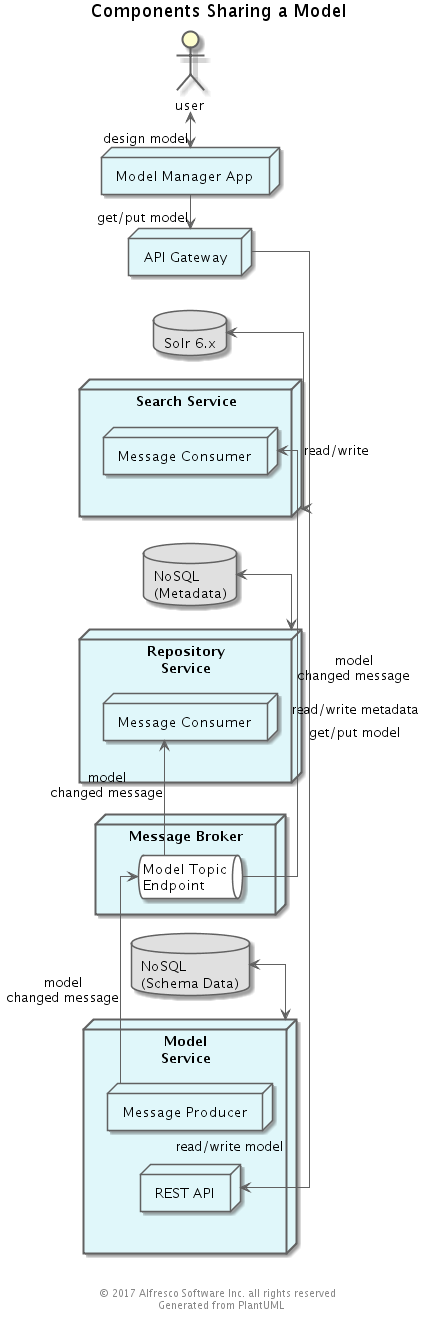 Components Sharing a Model
user
design model
Model Manager App
get/put model
API Gateway
Solr 6.x
Search Service
Message Consumer
read/write
NoSQL
(Metadata)
Repository
Service
model
changed message
Message Consumer
read/write metadata
get/put model
model
changed message
Message Broker
Model Topic
Endpoint
NoSQL
(Schema Data)
model
changed message
Model
Service
Message Producer
read/write model
REST API
© 2017 Alfresco Software Inc. all rights reserved
Generated from PlantUML